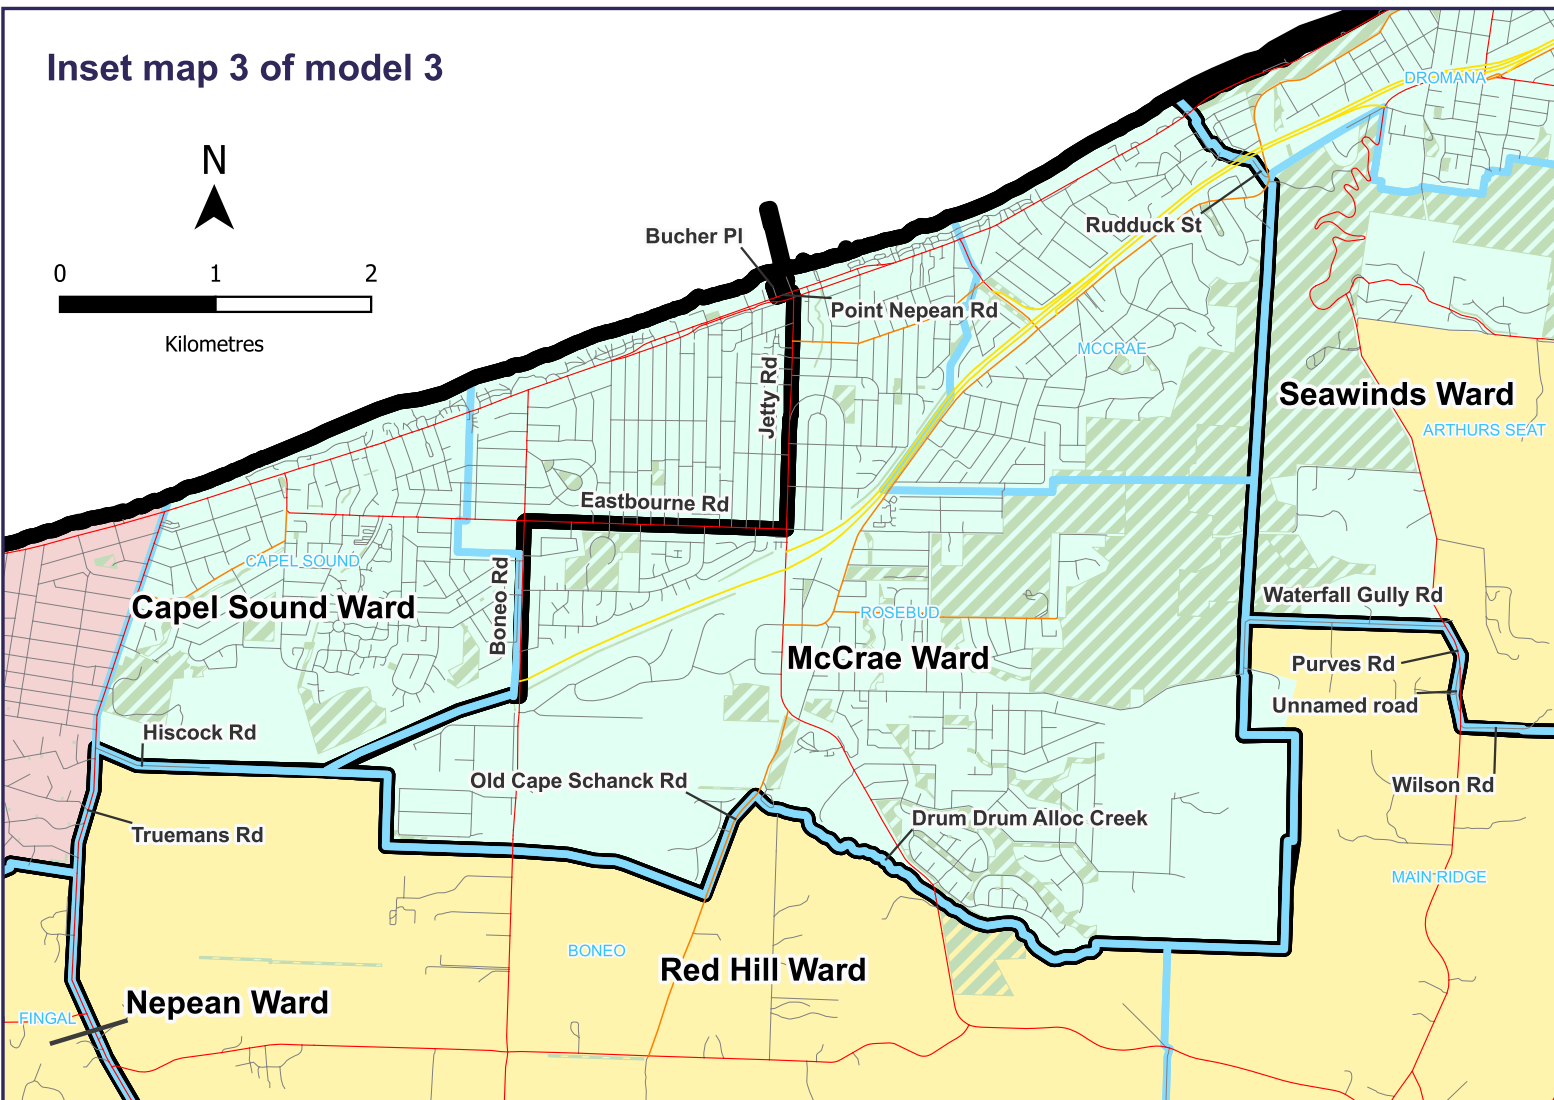 Inset map 3 of model 3
DROMANA
N
Bucher Pl
Rudduck St
0 1 2
Point Nepean Rd
Kilometres
MCCRAE
Jetty Rd
Seawinds Ward
ARTHURS SEAT
Eastbourne Rd
CAPEL SOUND
Boneo Rd
Capel Sound Ward
Waterfall Gully Rd
ROSEBUD
McCrae Ward
Purves Rd
Unnamed road
Hiscock Rd
Old Cape Schanck Rd
Wilson Rd
Truemans Rd
Drum Drum Alloc Creek
MAIN RIDGE
BONEO
Red Hill Ward
Nepean Ward
FINGAL